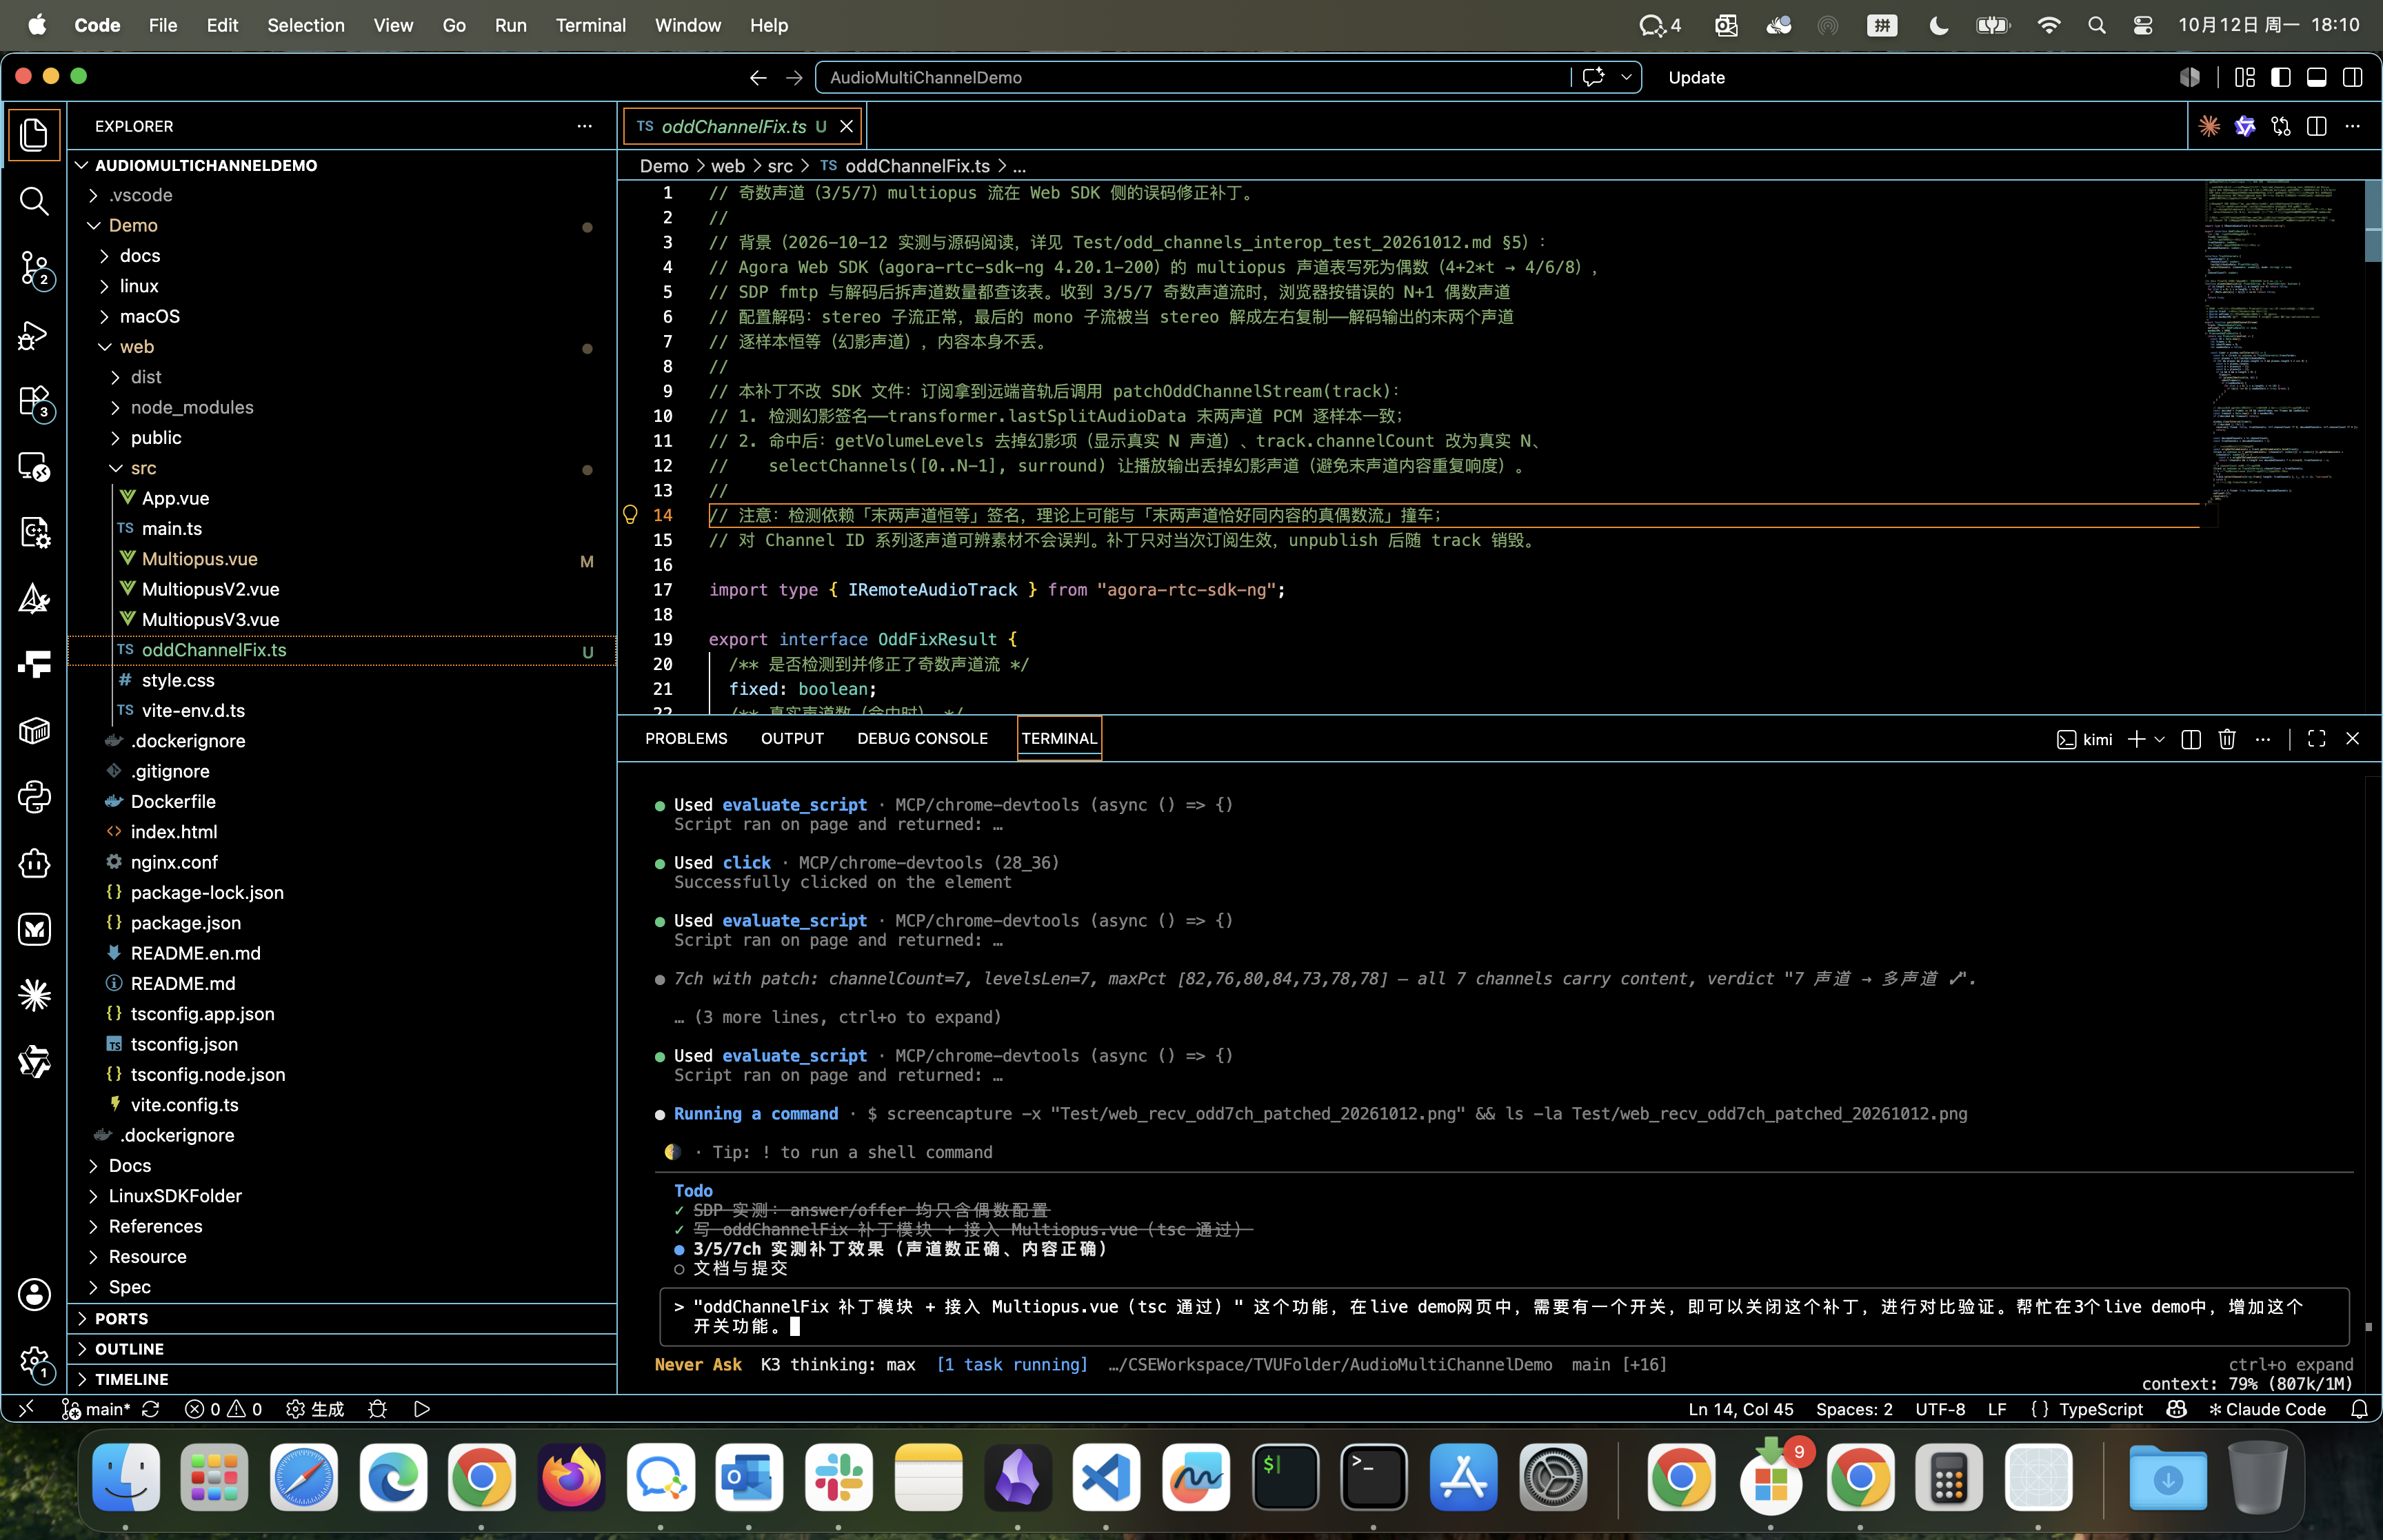 Code File Edit Selection View Go Run Terminal Window Help 4 拼 10月12日 周一 18:10
AudioMultiChannelDemo Update
EXPLORER
AUDIOMULTICHANNELDEMO
.vscode
Demo
docs
linux
macOS
web
dist
node_modules
public
src
App.vue
TS main.ts
Multiopus.vue M
MultiopusV2.vue
MultiopusV3.vue
TS oddChannelFix.ts U
# style.css
TS vite-env.d.ts
.dockerignore
.gitignore
Dockerfile
<> index.html
nginx.conf
{} package-lock.json
{} package.json
README.en.md
README.md
{} tsconfig.app.json
TS tsconfig.json
{} tsconfig.node.json
vite.config.ts
.dockerignore
Docs
LinuxSDKFolder
References
Resource
Spec
PORTS
OUTLINE
TIMELINE
2
3
1
TS oddChannelFix.ts U
Demo > web > src > TS oddChannelFix.ts > ...
1 // 奇数声道（3/5/7）multiopus 流在 Web SDK 侧的误码修正补丁。
2 //
3 // 背景（2026-10-12 实测与源码阅读，详见 Test/odd_channels_interop_test_20261012.md §5）：
4 // Agora Web SDK（agora-rtc-sdk-ng 4.20.1-200）的 multiopus 声道表写死为偶数（4+2*t → 4/6/8），
5 // SDP fmtp 与解码后拆声道数量都查该表。收到 3/5/7 奇数声道流时，浏览器按错误的 N+1 偶数声道
6 // 配置解码：stereo 子流正常，最后的 mono 子流被当 stereo 解成左右复制——解码输出的末两个声道
7 // 逐样本恒等（幻影声道），内容本身不丢。
8 //
9 // 本补丁不改 SDK 文件：订阅拿到远端音轨后调用 patchOddChannelStream(track)：
10 // 1. 检测幻影签名——transformer.lastSplitAudioData 末两声道 PCM 逐样本一致；
11 // 2. 命中后：getVolumeLevels 去掉幻影项（显示真实 N 声道）、track.channelCount 改为真实 N、
12 //    selectChannels([0..N-1], surround) 让播放输出丢掉幻影声道（避免末声道内容重复响度）。
13 //
14 // 注意：检测依赖「末两声道恒等」签名，理论上可能与「末两声道恰好同内容的真偶数流」撞车；
15 // 对 Channel ID 系列逐声道可辨素材不会误判。补丁只对当次订阅生效，unpublish 后随 track 销毁。
16
17 import type { IRemoteAudioTrack } from "agora-rtc-sdk-ng";
18
19 export interface OddFixResult {
20 /** 是否检测到并修正了奇数声道流 */
21 fixed: boolean;
22 /** 真实声道数（命中时） */
PROBLEMS OUTPUT DEBUG CONSOLE TERMINAL kimi
Used evaluate_script · MCP/chrome-devtools (async () => {)
Script ran on page and returned: …
Used click · MCP/chrome-devtools (28_36)
Successfully clicked on the element
Used evaluate_script · MCP/chrome-devtools (async () => {)
Script ran on page and returned: …
7ch with patch: channelCount=7, levelsLen=7, maxPct [82,76,80,84,73,78,78] — all 7 channels carry content, verdict "7 声道 → 多声道 ✓".
… (3 more lines, ctrl+o to expand)
Used evaluate_script · MCP/chrome-devtools (async () => {)
Script ran on page and returned: …
Running a command · $ screencapture -x "Test/web_recv_odd7ch_patched_20261012.png" && ls -la Test/web_recv_odd7ch_patched_20261012.png
· Tip: ! to run a shell command
Todo
✓ SDP 实测：answer/offer 均只含偶数配置
✓ 写 oddChannelFix 补丁模块 + 接入 Multiopus.vue（tsc 通过）
● 3/5/7ch 实测补丁效果（声道数正确、内容正确）
○ 文档与提交
> "oddChannelFix 补丁模块 + 接入 Multiopus.vue（tsc 通过）" 这个功能，在live demo网页中，需要有一个开关，即可以关闭这个补丁，进行对比验证。帮忙在3个live demo中，增加这个
开关功能。
Never Ask K3 thinking: max [1 task running] …/CSEWorkspace/TVUFolder/AudioMultiChannelDemo main [+16]
ctrl+o expand
context: 79% (807k/1M)
main* 0 0 生成 Ln 14, Col 45 Spaces: 2 UTF-8 LF {} TypeScript Claude Code
9